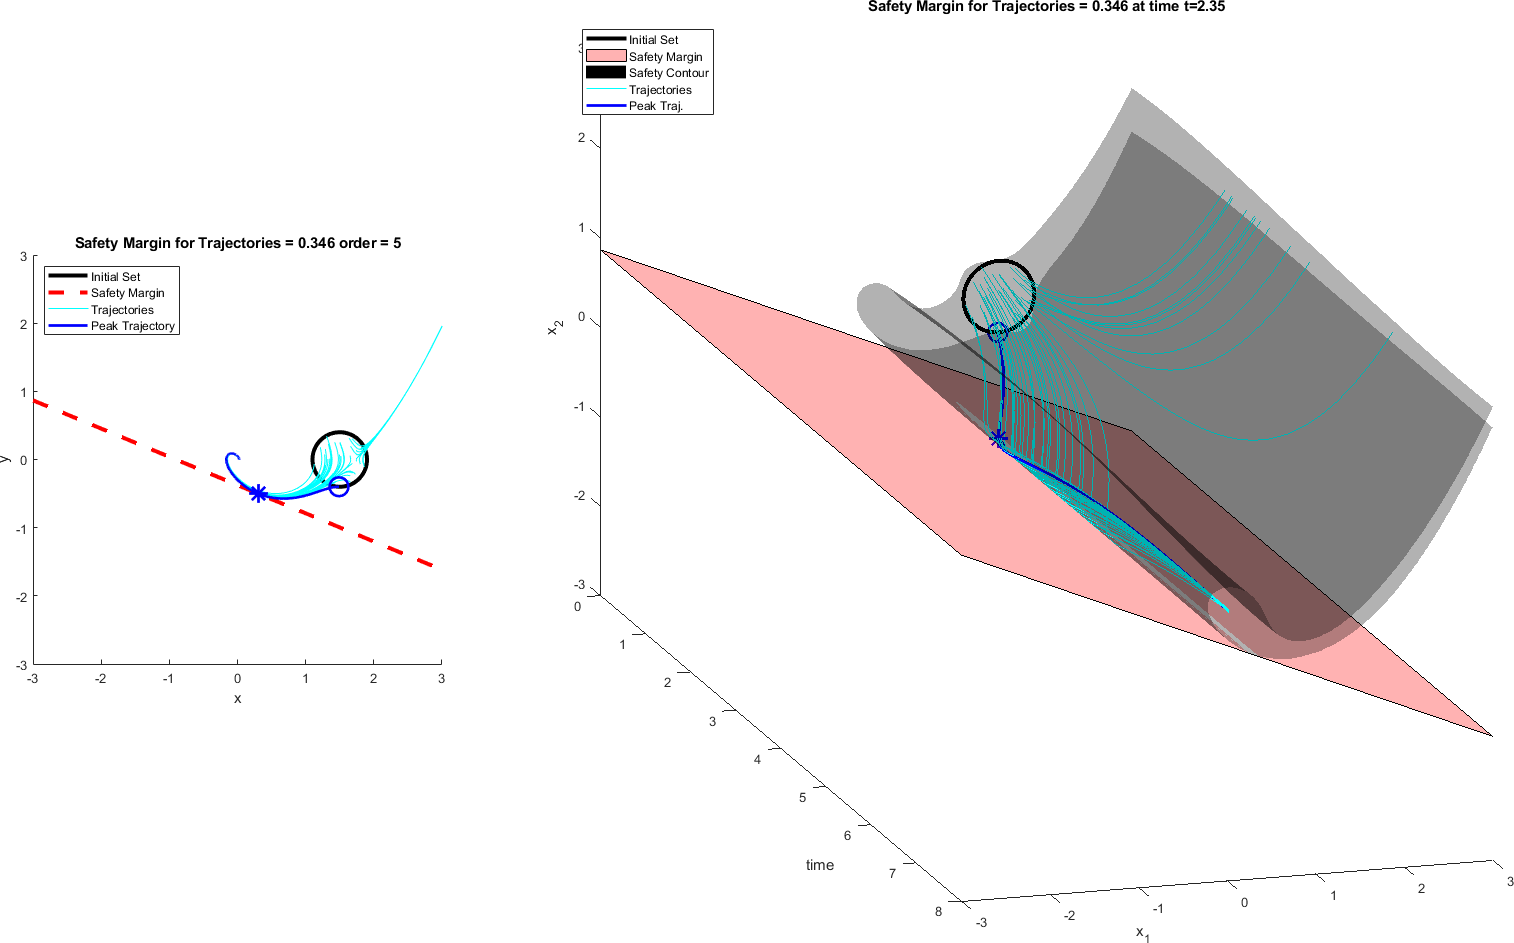 Safety Margin for Trajectories = 0.346 order = 5
Initial Set
Safety Margin
Trajectories
Peak Trajectory
3
2
1
0
-1
-2
-3
y
-3
-2
-1
0
1
2
3
x
Safety Margin for Trajectories = 0.346 at time t=2.35
Initial Set
Safety Margin
Safety Contour
Trajectories
Peak Traj.
2
1
0
-1
-2
-3
x2
0
1
2
3
4
5
6
7
8
time
-3
-2
-1
0
1
2
3
x1